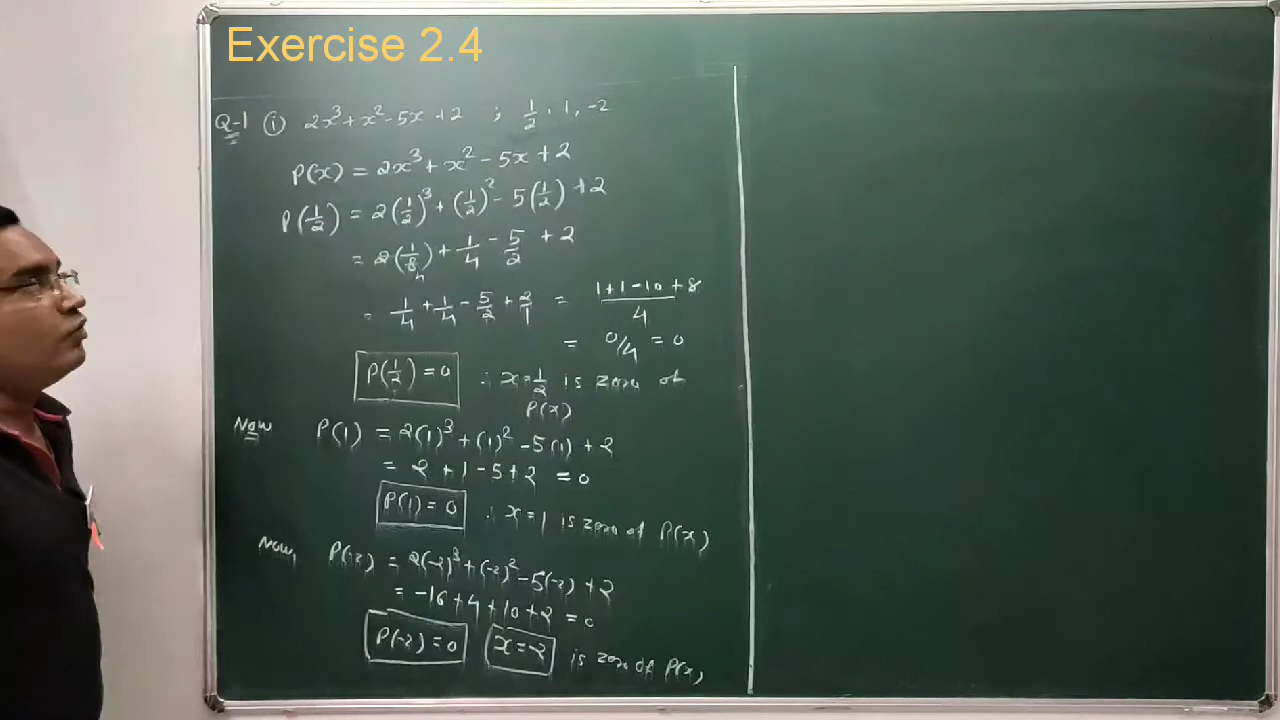 Exercise 2.4
Q-1 (i) 2x³+x²-5x+2 ; 1/2, 1, -2
P(x) = 2x³+x²-5x+2
P(1/2) = 2(1/2)³+(1/2)²-5(1/2)+2
= 2(1/8)+1/4-5/2+2
4
= 1/4+1/4-5/2+2/1 = (1+1-10+8)/4
= 0/4 = 0
P(1/2) = 0 ∴ x=1/2 is zero of
P(x)
Now P(1) = 2(1)³+(1)²-5(1)+2
= 2+1-5+2 = 0
P(1) = 0 ∴ x=1 is zero of P(x)
Now, P(-2) = 2(-2)³+(-2)²-5(-2)+2
= -16+4+10+2 = 0
P(-2) = 0 x=-2 is zero of P(x)